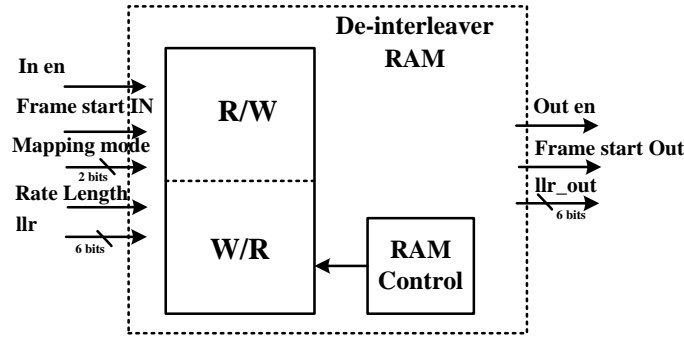 De-interleaver
RAM
In en
Frame start IN
Mapping mode
2 bits
Rate Length
llr
6 bits
R/W
W/R
RAM
Control
Out en
Frame start Out
llr_out
6 bits